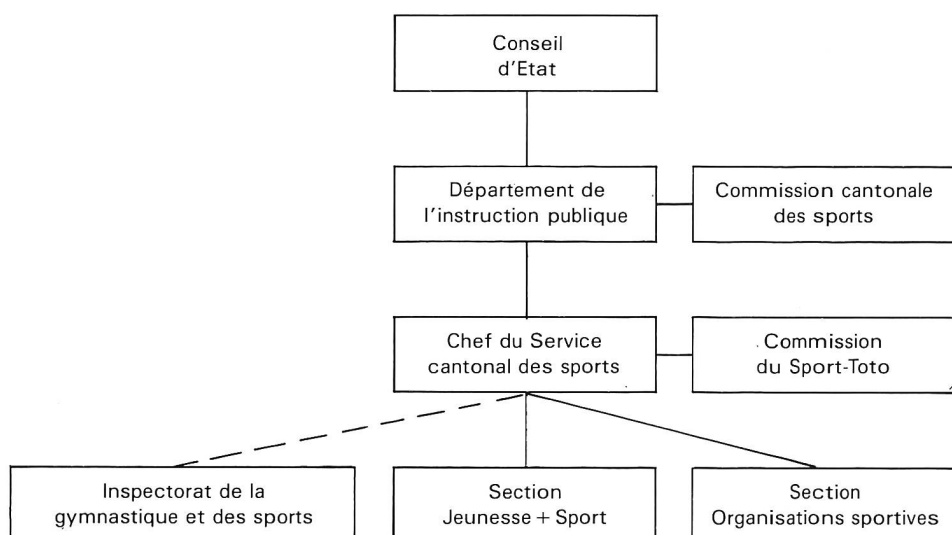 Conseil
d'Etat
Département de
l'instruction publique
Commission cantonale
des sports
Chef du Service
cantonal des sports
Commission
du Sport-Toto
Inspectorat de la
gymnastique et des sports
Section
Jeunesse + Sport
Section
Organisations sportives